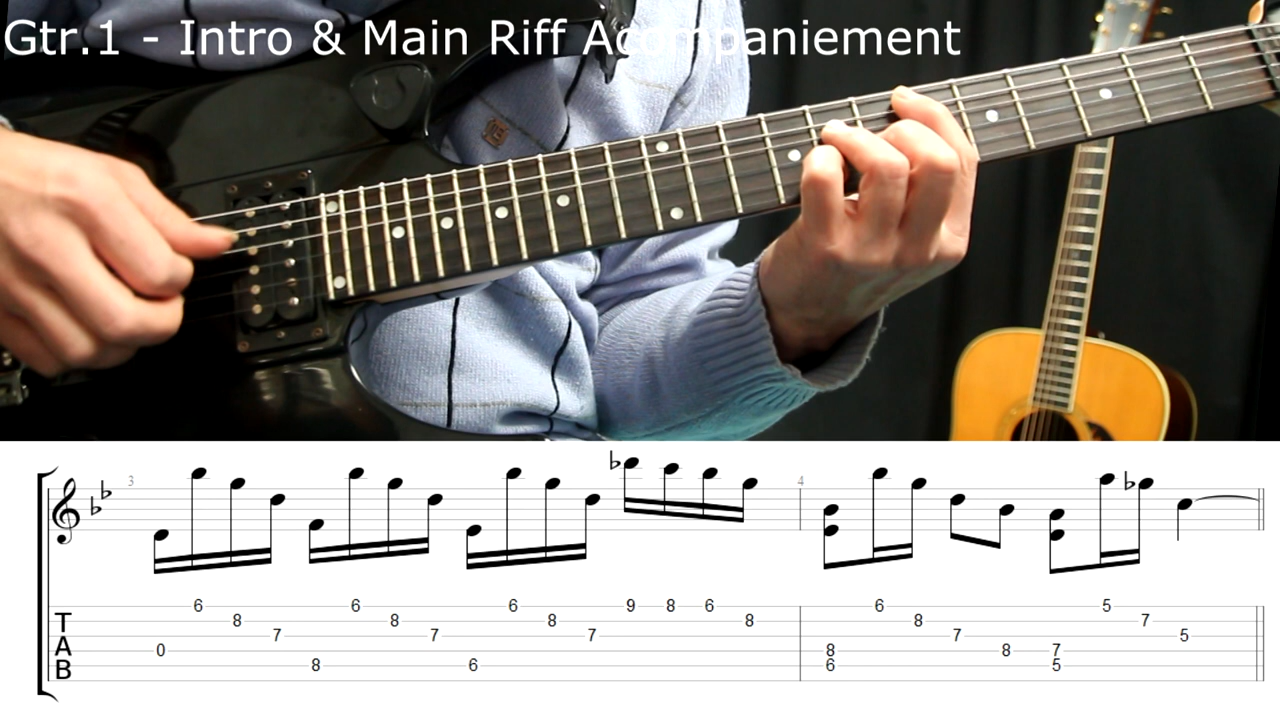 Gtr.1 - Intro & Main Riff Acompaniement
3 4
6 6 6 9 8 6 6 5
8 8 8 8 8 7
T 7 7 7 7 5
A 0 8 8 7
B 8 6 6 5